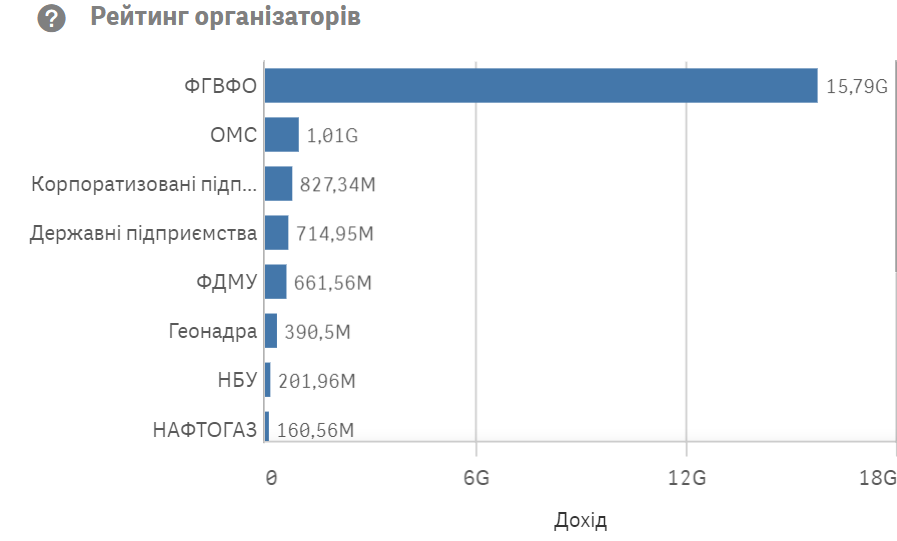 ?
Рейтинг організаторів
ФГВФО 15,79G
ОМС 1,01G
Корпоратизовані підп... 827,34M
Державні підприємства 714,95M
ФДМУ 661,56M
Геонадра 390,5M
НБУ 201,96M
НАФТОГАЗ 160,56M
0 6G 12G 18G
Дохід